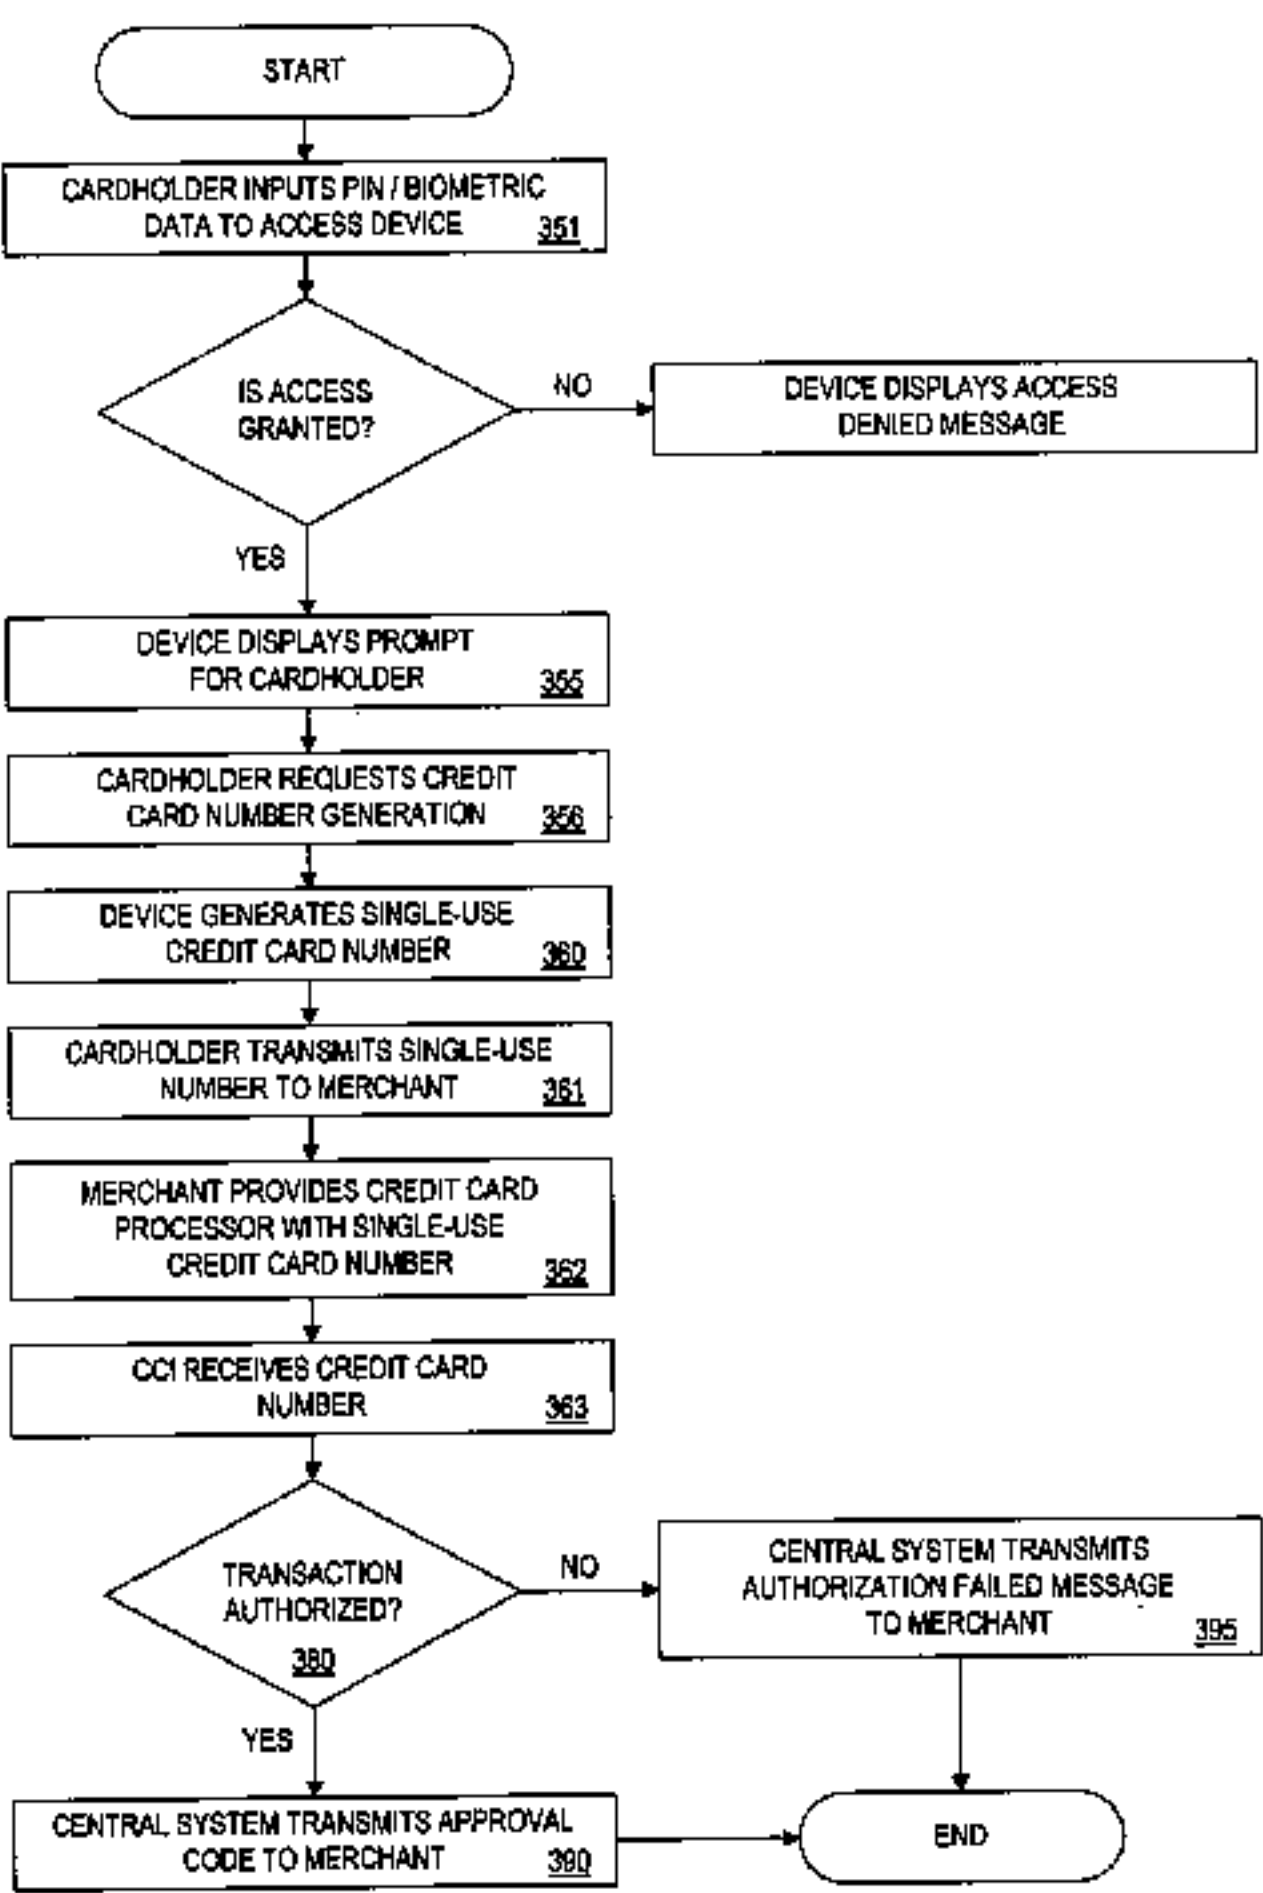 START
CARDHOLDER INPUTS PIN / BIOMETRIC
DATA TO ACCESS DEVICE
351
IS ACCESS
GRANTED?
NO
DEVICE DISPLAYS ACCESS
DENIED MESSAGE
YES
DEVICE DISPLAYS PROMPT
FOR CARDHOLDER
355
CARDHOLDER REQUESTS CREDIT
CARD NUMBER GENERATION
356
DEVICE GENERATES SINGLE-USE
CREDIT CARD NUMBER
360
CARDHOLDER TRANSMITS SINGLE-USE
NUMBER TO MERCHANT
361
MERCHANT PROVIDES CREDIT CARD
PROCESSOR WITH SINGLE-USE
CREDIT CARD NUMBER
362
CCI RECEIVES CREDIT CARD
NUMBER
363
TRANSACTION
AUTHORIZED?
380
NO
CENTRAL SYSTEM TRANSMITS
AUTHORIZATION FAILED MESSAGE
TO MERCHANT
395
YES
CENTRAL SYSTEM TRANSMITS APPROVAL
CODE TO MERCHANT
390
END